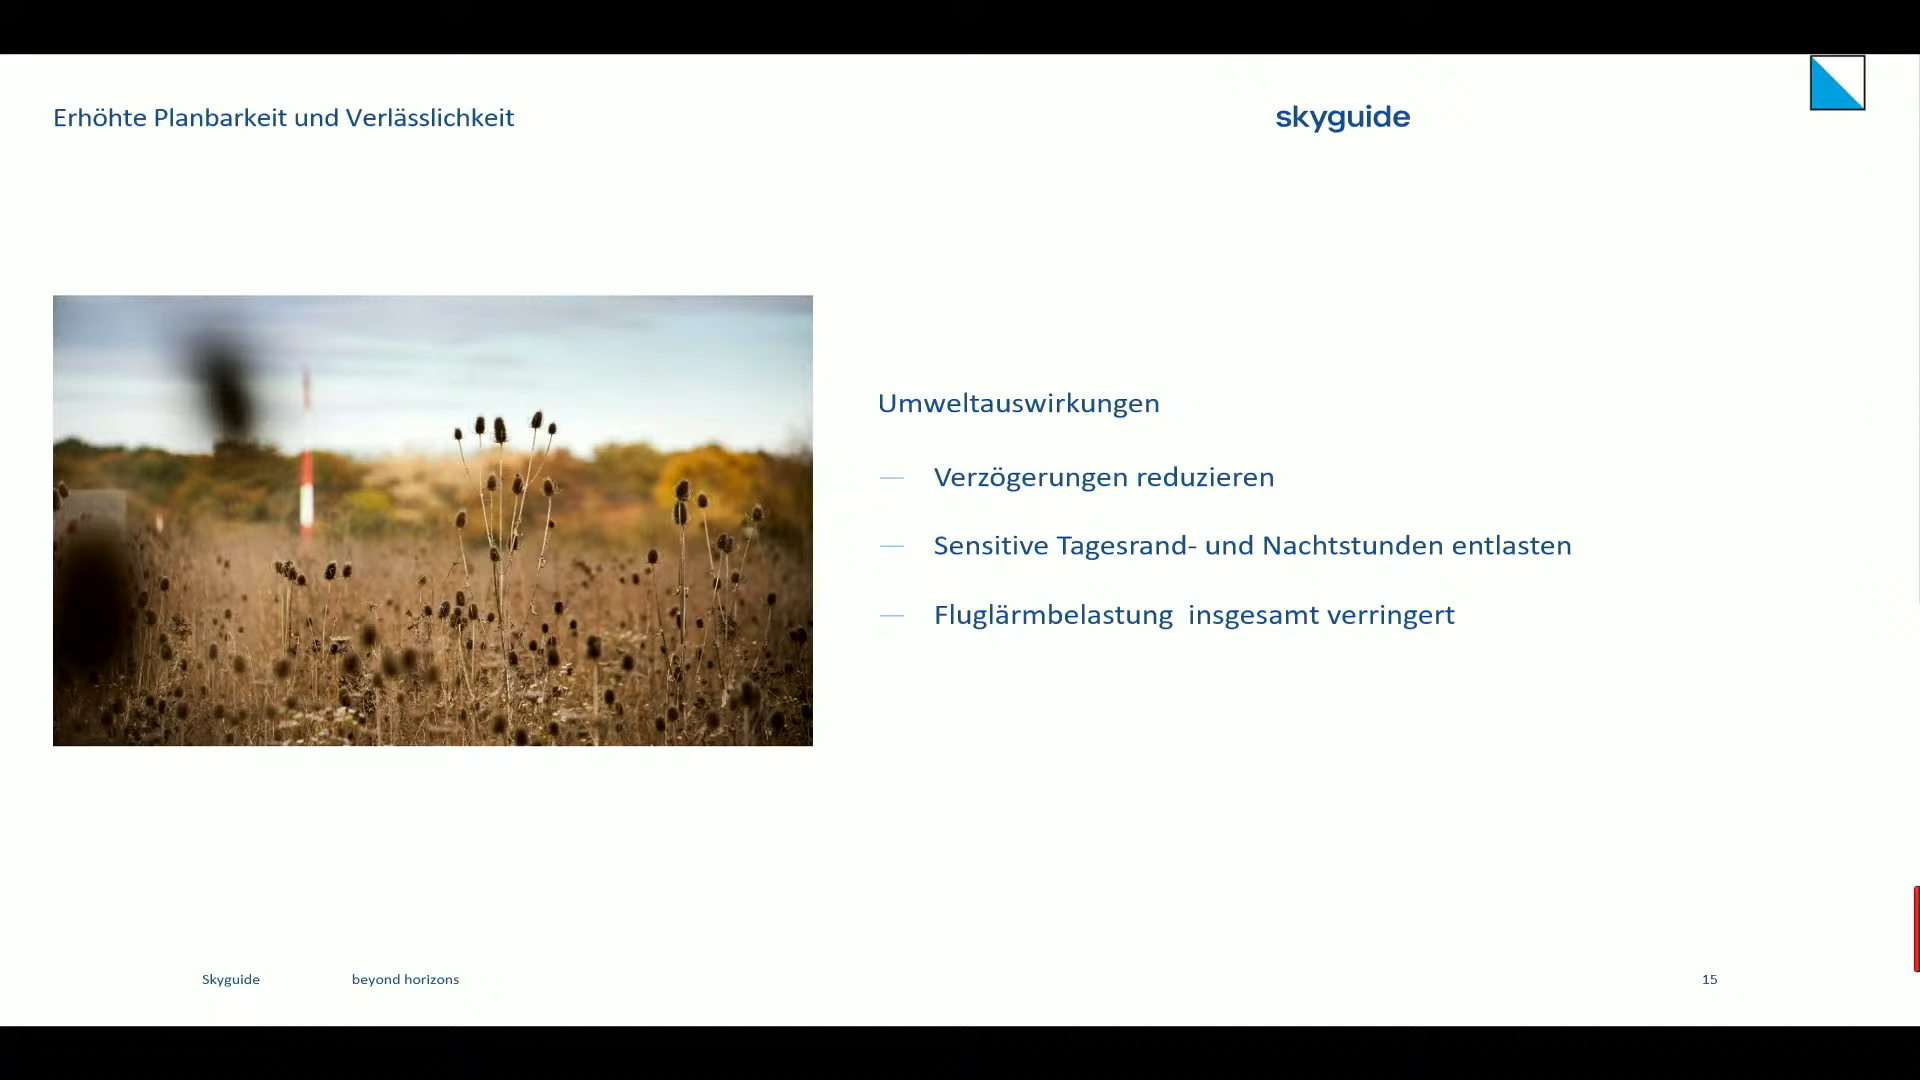 Erhöhte Planbarkeit und Verlässlichkeit
skyguide
Umweltauswirkungen
— Verzögerungen reduzieren
— Sensitive Tagesrand- und Nachtstunden entlasten
— Fluglärmbelastung  insgesamt verringert
Skyguide beyond horizons 15